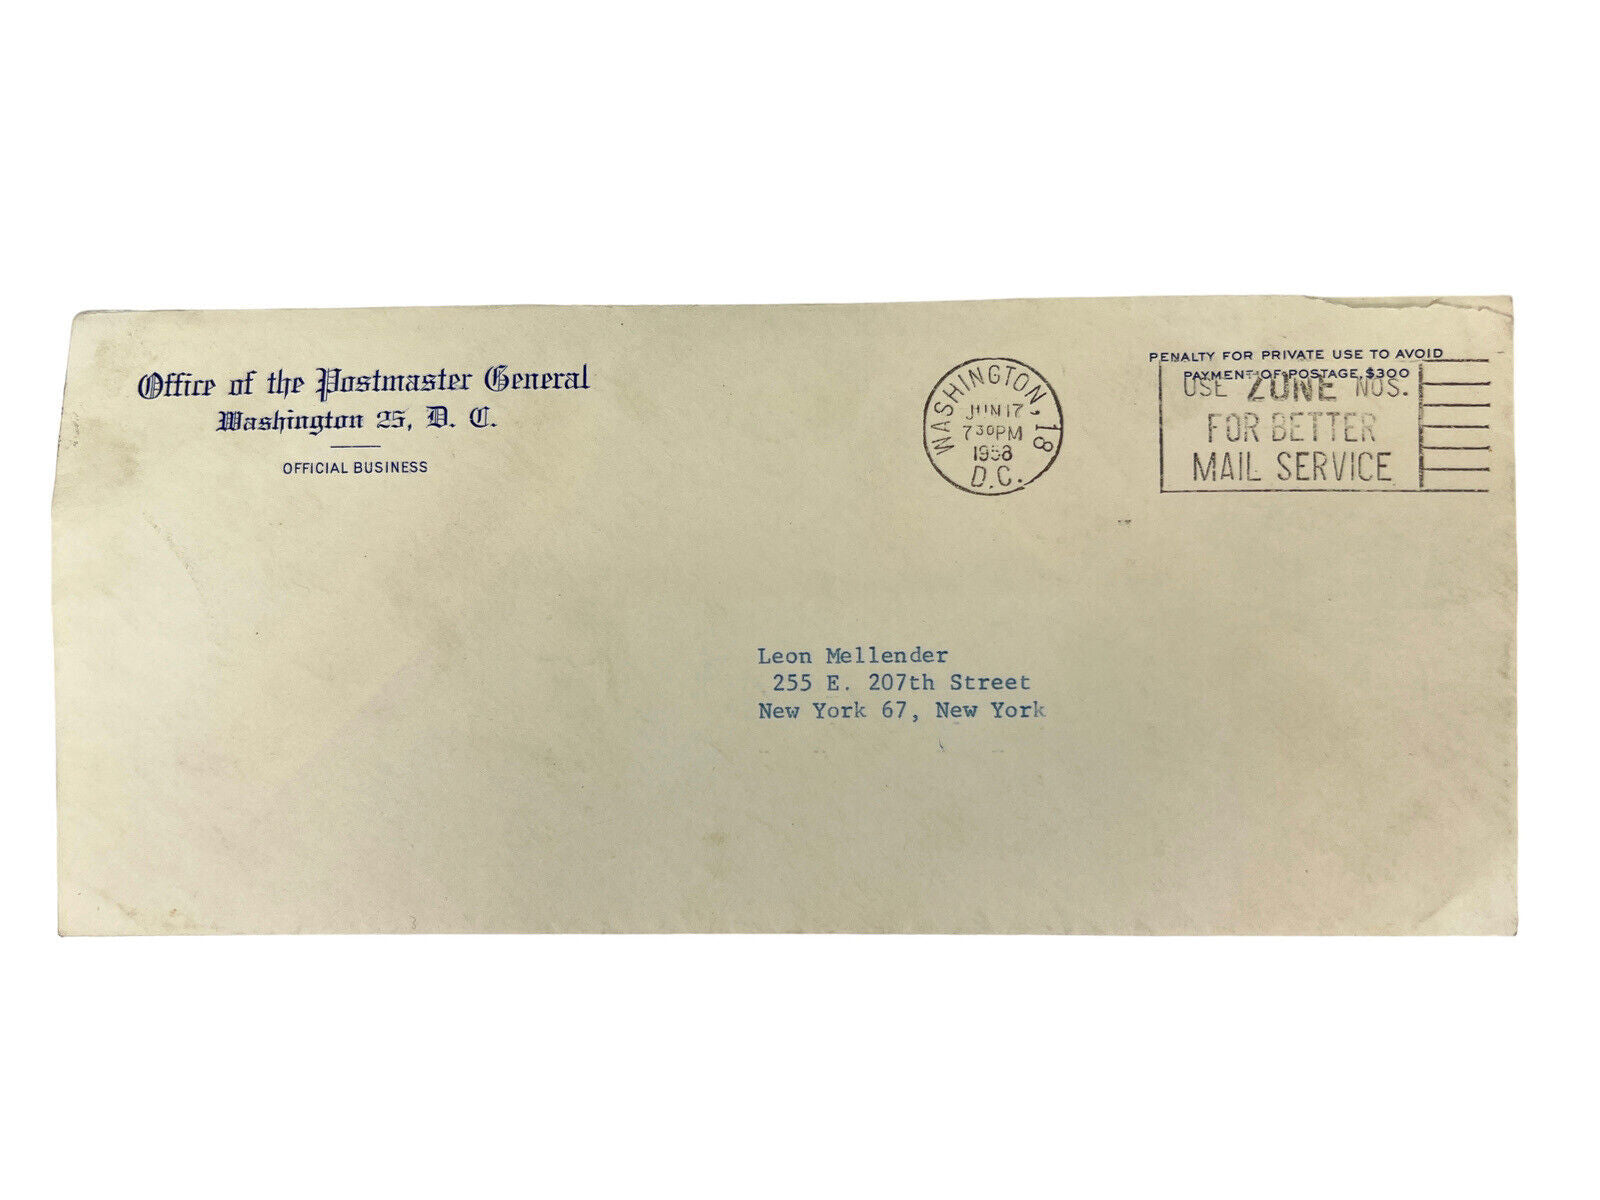 Office of the Postmaster General
Washington 25, D. C.
OFFICIAL BUSINESS
WASHINGTON, 18
JUN 17
7 30 PM
1958
D.C.
PENALTY FOR PRIVATE USE TO AVOID
PAYMENT OF POSTAGE, $300
USE ZONE NOS.
FOR BETTER
MAIL SERVICE
Leon Mellender
255 E. 207th Street
New York 67, New York